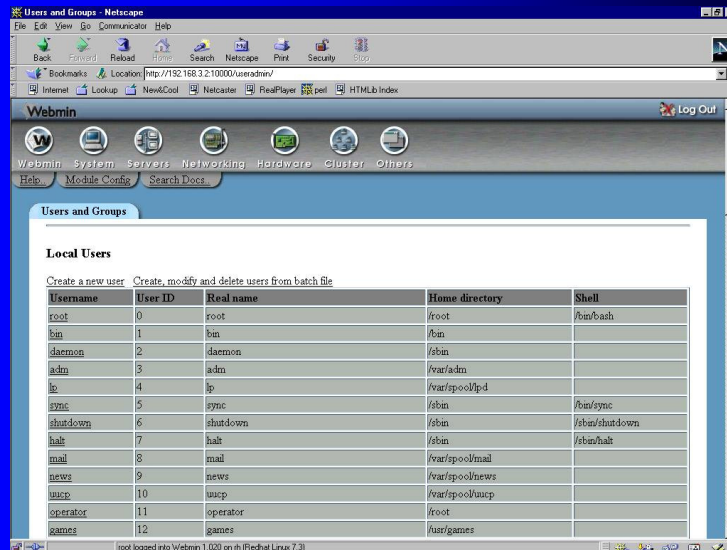 Users and Groups - Netscape
File Edit View Go Communicator Help
Back Forward Reload Home Search Netscape Print Security Stop
Bookmarks Location: http://192.168.3.2:10000/useradmin/
Internet Lookup New&Cool Netcaster RealPlayer perl HTMLib Index
Webmin Log Out
Webmin System Servers Networking Hardware Cluster Others
Help.. Module Config Search Docs..
Users and Groups
Local Users
Create a new user Create, modify and delete users from batch file
Username User ID Real name Home directory Shell
root 0 root /root /bin/bash
bin 1 bin /bin
daemon 2 daemon /sbin
adm 3 adm /var/adm
lp 4 lp /var/spool/lpd
sync 5 sync /sbin /bin/sync
shutdown 6 shutdown /sbin /sbin/shutdown
halt 7 halt /sbin /sbin/halt
mail 8 mail /var/spool/mail
news 9 news /var/spool/news
uucp 10 uucp /var/spool/uucp
operator 11 operator /root
games 12 games /usr/games
root logged into Webmin 1.020 on rh (Redhat Linux 7.3)